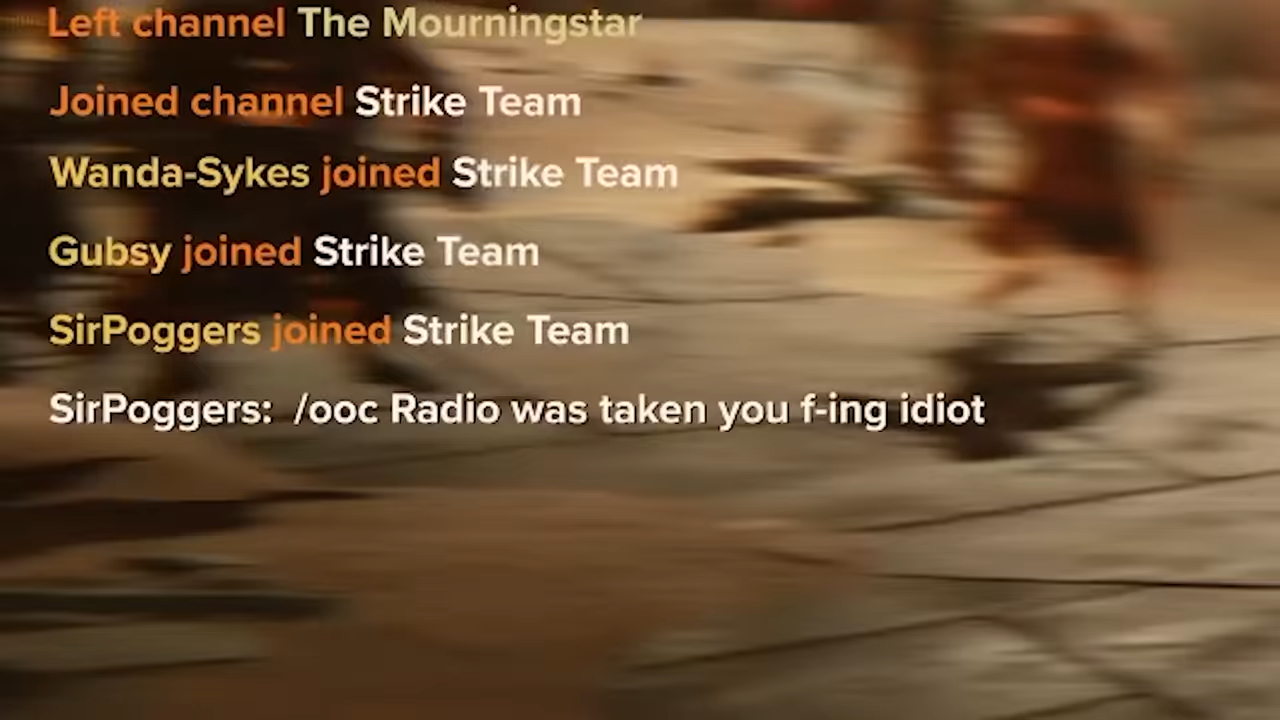 Left channel The Mourningstar
Joined channel Strike Team
Wanda-Sykes joined Strike Team
Gubsy joined Strike Team
SirPoggers joined Strike Team
SirPoggers: /ooc Radio was taken you f-ing idiot